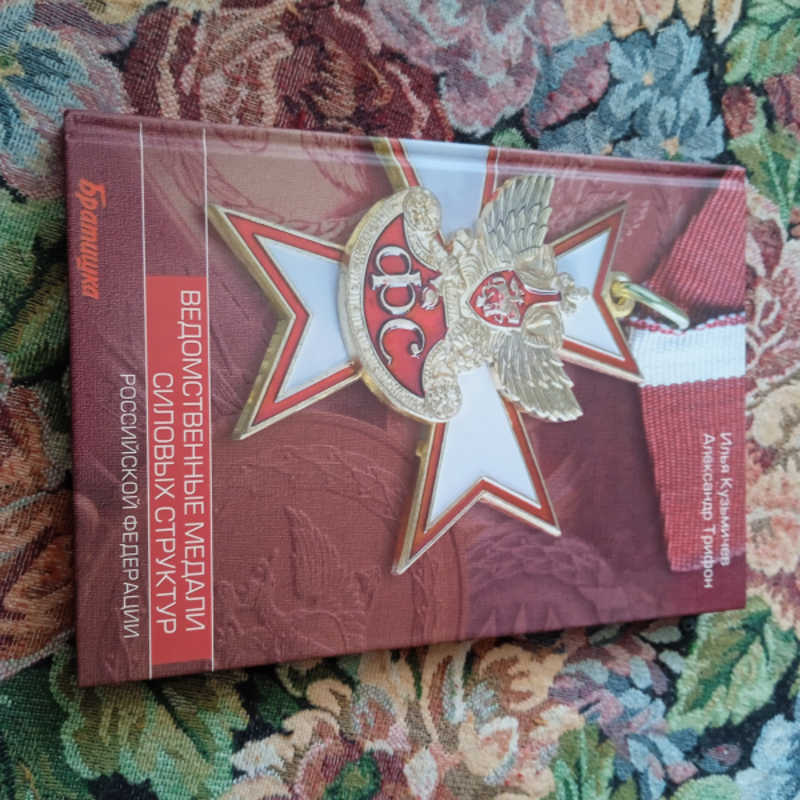 Илья Кузьмичев
Александр Трифон
ФС
ВЕДОМСТВЕННЫЕ МЕДАЛИ
СИЛОВЫХ СТРУКТУР
РОССИЙСКОЙ ФЕДЕРАЦИИ
Братишка